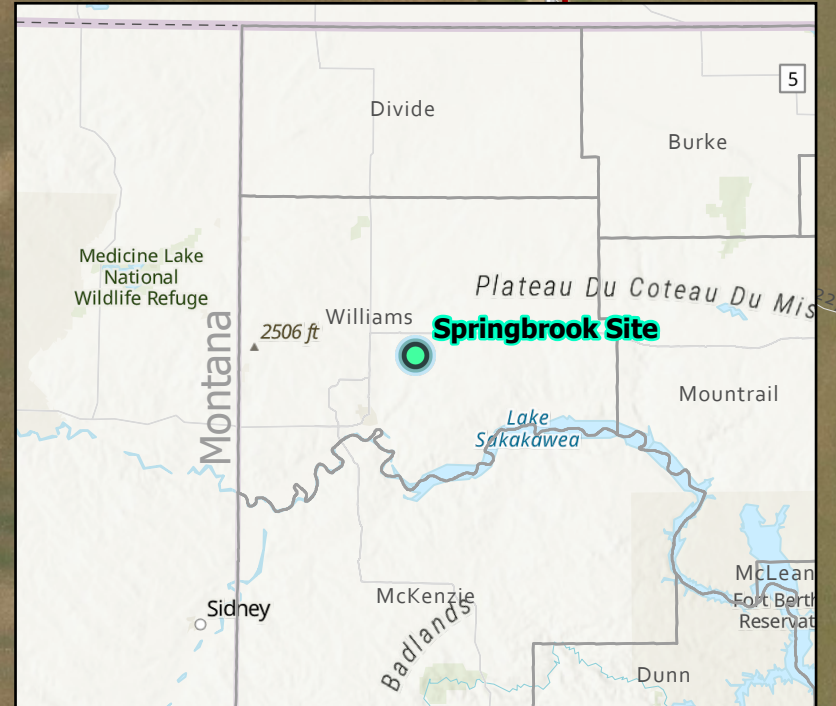 5
Divide
Burke
Medicine Lake
National
Wildlife Refuge
Plateau Du Coteau Du Mis
22
Montana
2506 ft
Williams
Springbrook Site
Mountrail
Lake
Sakakawea
McLean
Fort Berth
Reservat
McKenzie
Sidney
Badlands
Dunn